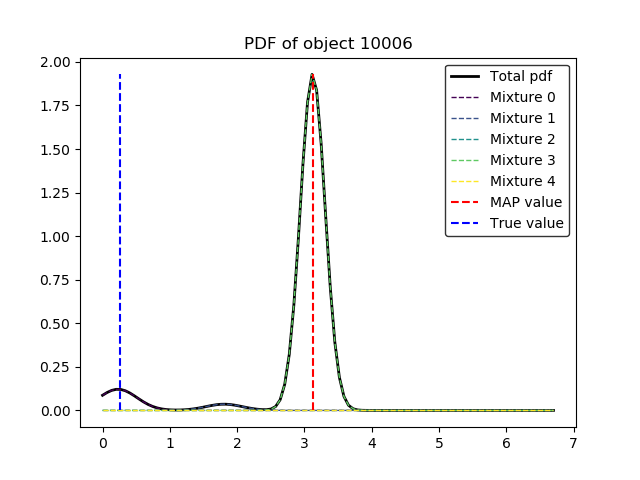 PDF of object 10006
2.00
1.75
1.50
1.25
1.00
0.75
0.50
0.25
0.00
0 1 2 3 4 5 6 7
Total pdf
Mixture 0
Mixture 1
Mixture 2
Mixture 3
Mixture 4
MAP value
True value